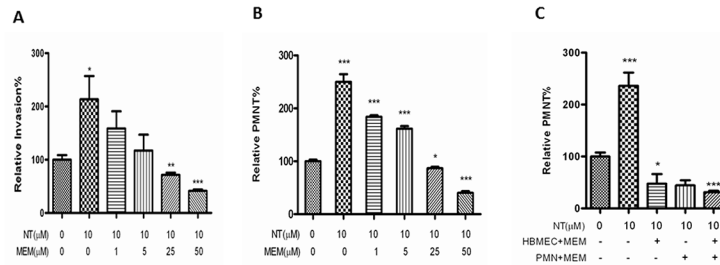 A
Relative Invasion%
300
200
100
0
*
**
***
NT(μM) 0 10 10 10 10 10
MEM(μM) 0 0 1 5 25 50
B
Relative PMNT%
300
200
100
0
***
***
***
*
***
NT(μM) 0 10 10 10 10 10
MEM(μM) 0 0 1 5 25 50
C
Relative PMNT%
300
200
100
0
***
*
***
NT(μM) 0 10 10 10 10
HBMEC+MEM - - + - +
PMN+MEM - - - + +